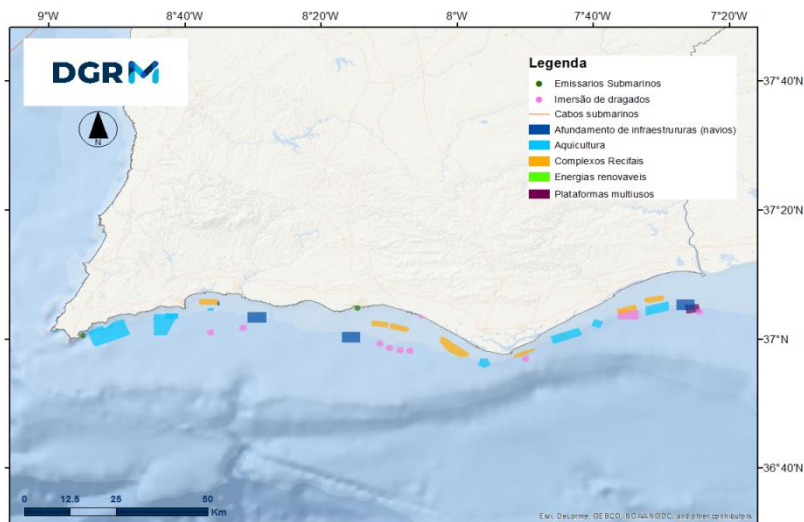 9°W 8°40'W 8°20'W 8°W 7°40'W 7°20'W
DGRM
N
Legenda
Emissarios Submarinos
Imersão de dragados
Cabos submarinos
Afundamento de infraestruturas (navios)
Aquicultura
Complexos Recifais
Energias renovaveis
Plataformas multiusos
37°40'N
37°20'N
37°N
36°40'N
0 12.5 25 50
Km
Esri, DeLorme, GEBCO, NOAA NGDC, and other contributors